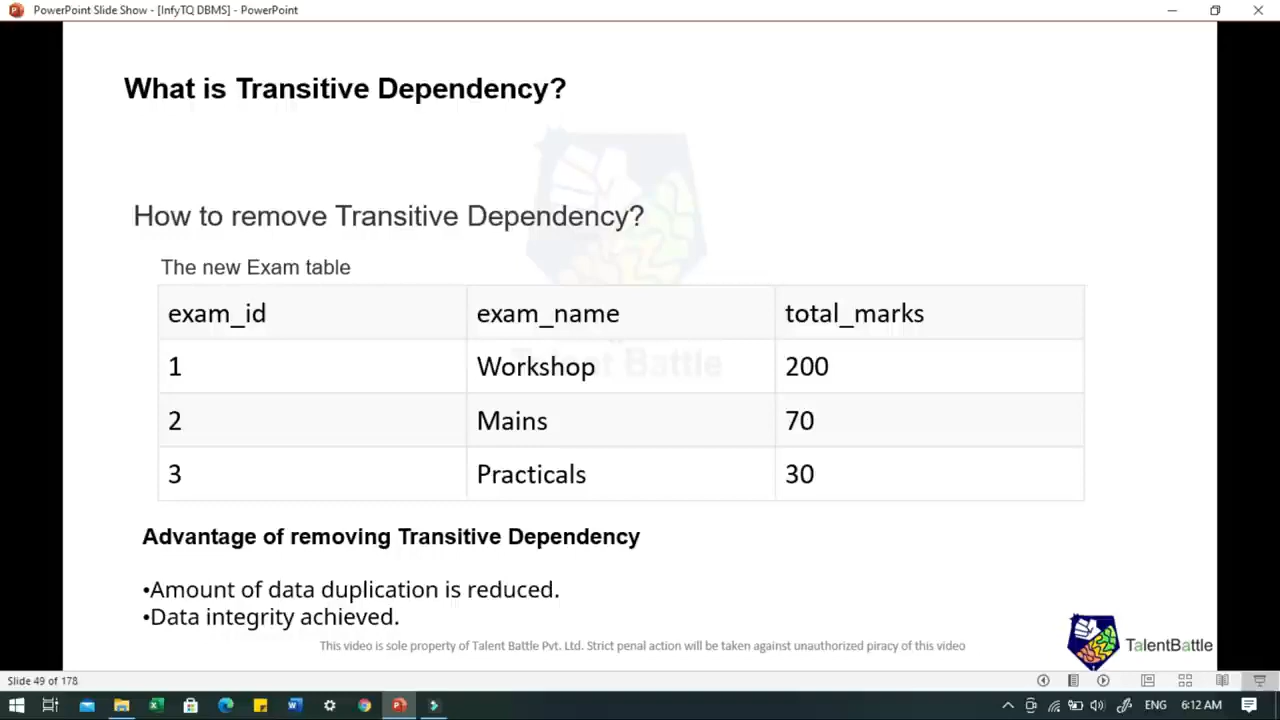 PowerPoint Slide Show - [InfyTQ DBMS] - PowerPoint
What is Transitive Dependency?
How to remove Transitive Dependency?
The new Exam table
exam_id exam_name total_marks
1 Workshop 200
2 Mains 70
3 Practicals 30
Talent Battle
Advantage of removing Transitive Dependency
•Amount of data duplication is reduced.
•Data integrity achieved.
This video is sole property of Talent Battle Pvt. Ltd. Strict penal action will be taken against unauthorized piracy of this video
TalentBattle
Slide 49 of 178
ENG 6:12 AM